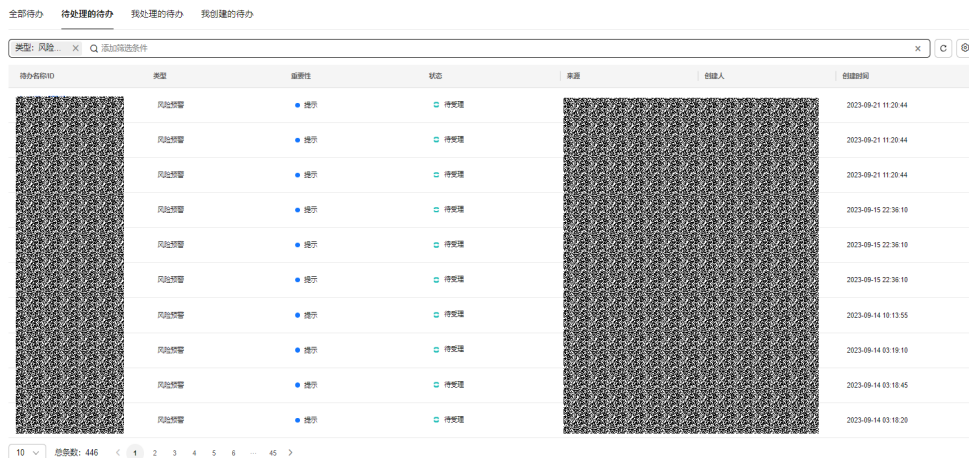 全部待办 待处理的待办 我处理的待办 我创建的待办
类型: 风险... × 添加筛选条件 ×
待办名称/ID 类型 重要性 状态 来源 创建人 创建时间
风险预警 提示 待受理 2023-09-21 11:20:44
风险预警 提示 待受理 2023-09-21 11:20:44
风险预警 提示 待受理 2023-09-21 11:20:44
风险预警 提示 待受理 2023-09-15 22:36:10
风险预警 提示 待受理 2023-09-15 22:36:10
风险预警 提示 待受理 2023-09-15 22:36:10
风险预警 提示 待受理 2023-09-14 10:13:55
风险预警 提示 待受理 2023-09-14 03:19:10
风险预警 提示 待受理 2023-09-14 03:18:45
风险预警 提示 待受理 2023-09-14 03:18:20
10 总条数: 446 < 1 2 3 4 5 6 ... 45 >